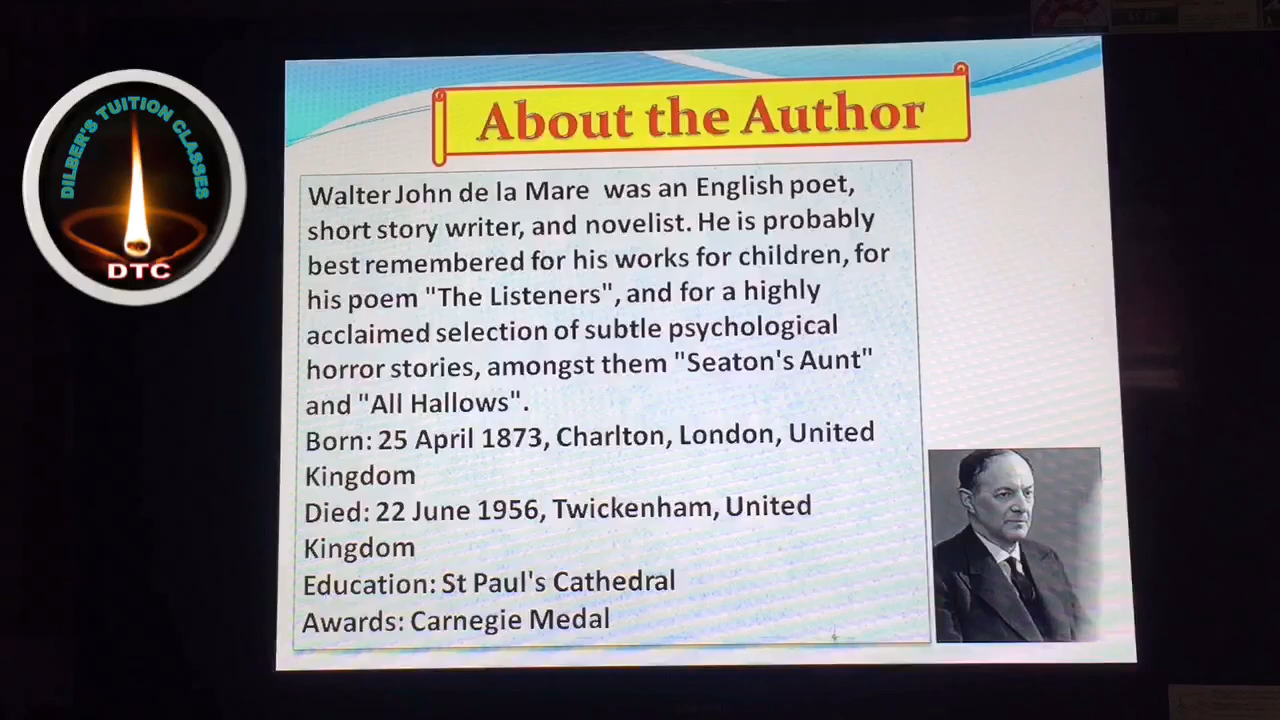 DILBER'S TUITION CLASSES
DTC
About the Author
Walter John de la Mare was an English poet,
short story writer, and novelist. He is probably
best remembered for his works for children, for
his poem "The Listeners", and for a highly
acclaimed selection of subtle psychological
horror stories, amongst them "Seaton's Aunt"
and "All Hallows".
Born: 25 April 1873, Charlton, London, United
Kingdom
Died: 22 June 1956, Twickenham, United
Kingdom
Education: St Paul's Cathedral
Awards: Carnegie Medal